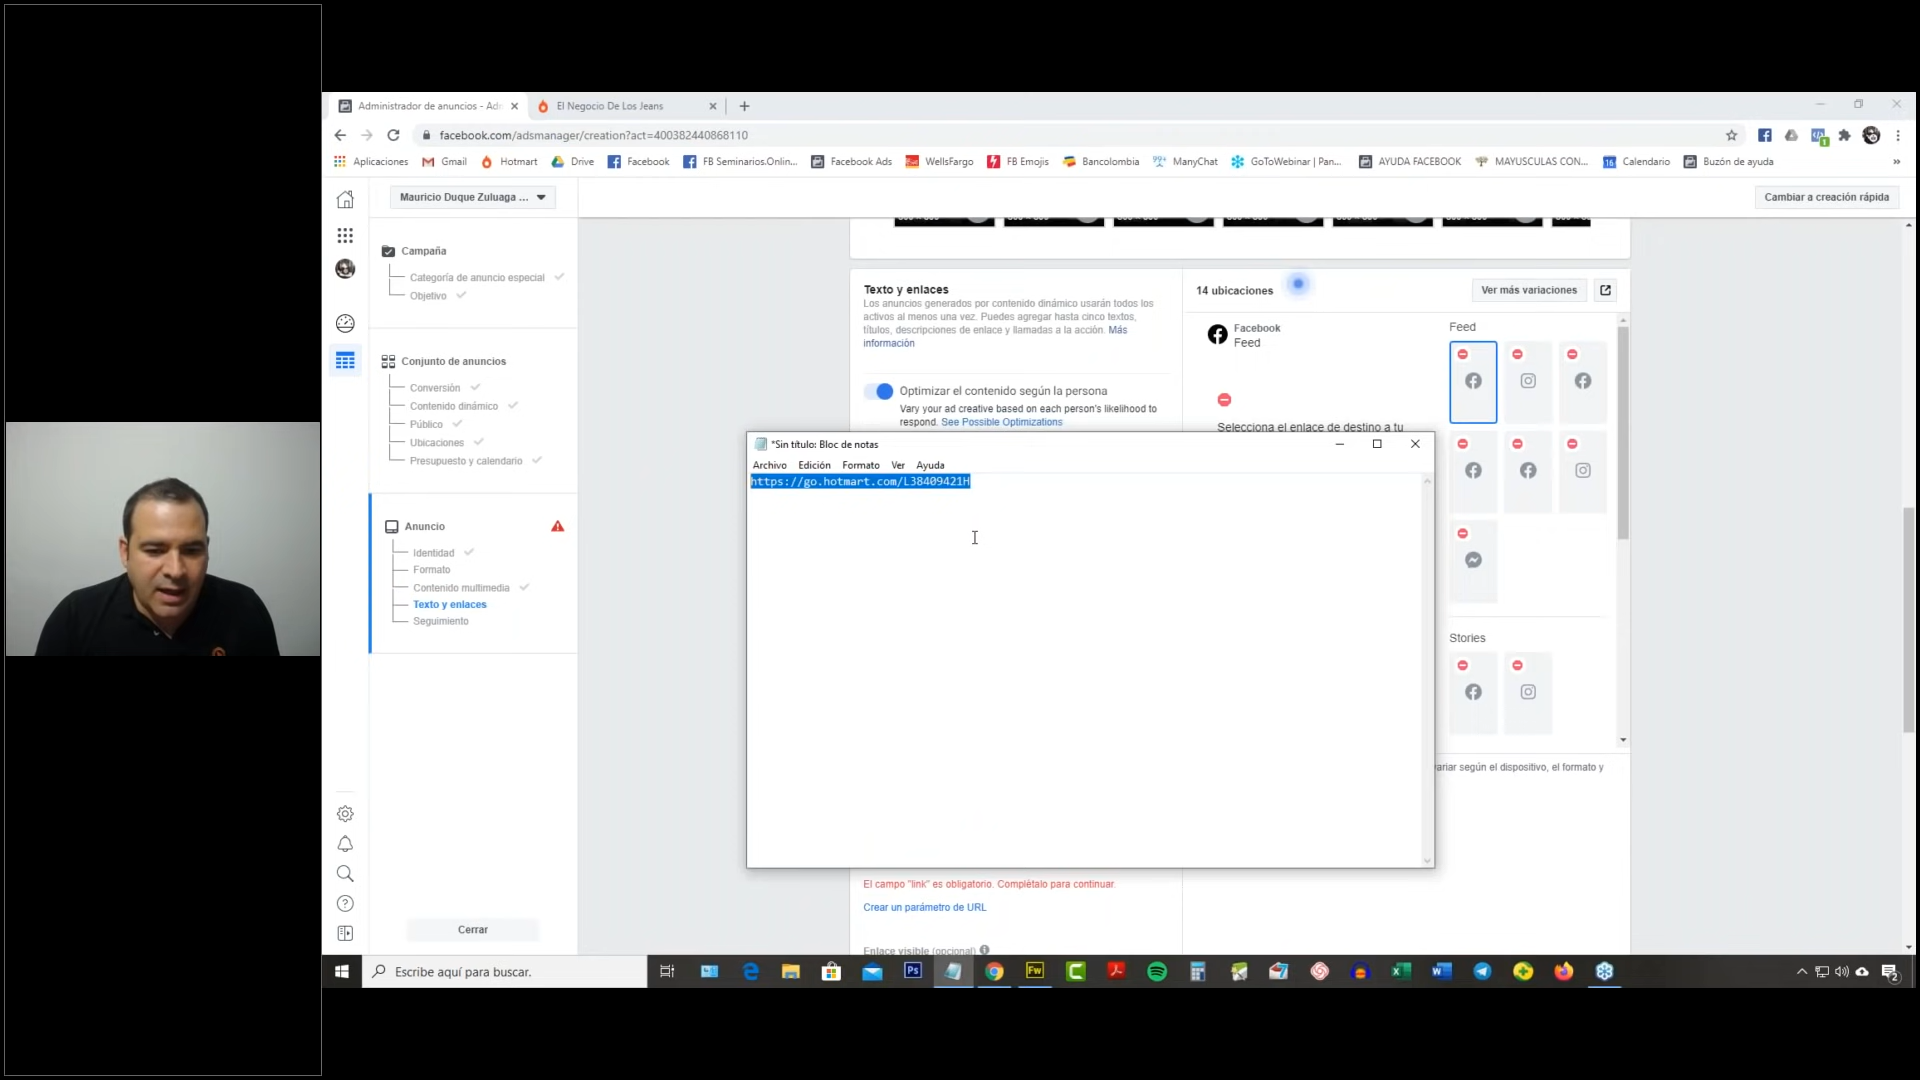 Administrador de anuncios - Ad
El Negocio De Los Jeans
facebook.com/adsmanager/creation?act=400382440868110
Aplicaciones
Gmail
Hotmart
Drive
Facebook
FB Seminarios.Onlin...
Facebook Ads
WellsFargo
FB Emojis
Bancolombia
ManyChat
GoToWebinar | Pan...
AYUDA FACEBOOK
MAYUSCULAS CON...
Calendario
Buzón de ayuda
Mauricio Duque Zuluaga ...
Cambiar a creación rápida
Campaña
Categoría de anuncio especial
Objetivo
Conjunto de anuncios
Conversión
Contenido dinámico
Público
Ubicaciones
Presupuesto y calendario
Anuncio
Identidad
Formato
Contenido multimedia
Texto y enlaces
Seguimiento
Cerrar
Texto y enlaces
Los anuncios generados por contenido dinámico usarán todos los
activos al menos una vez. Puedes agregar hasta cinco textos,
títulos, descripciones de enlace y llamadas a la acción. Más
información
Optimizar el contenido según la persona
Vary your ad creative based on each person's likelihood to
respond. See Possible Optimizations
14 ubicaciones
Ver más variaciones
Facebook
Feed
Selecciona el enlace de destino a tu
Feed
Stories
*Sin título: Bloc de notas
Archivo Edición Formato Ver Ayuda
https://go.hotmart.com/L38409421H
variar según el dispositivo, el formato y
El campo "link" es obligatorio. Complétalo para continuar.
Crear un parámetro de URL
Enlace visible (opcional)
Escribe aquí para buscar.